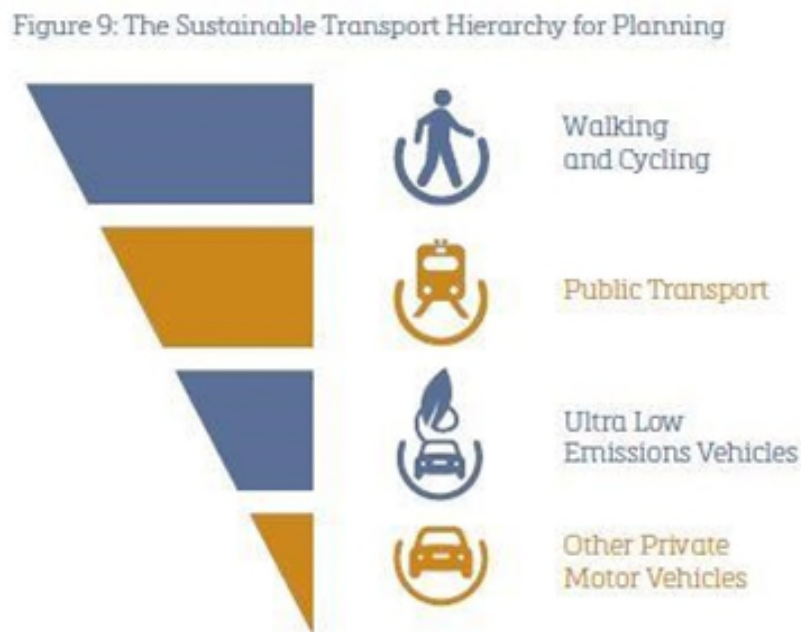 Figure 9: The Sustainable Transport Hierarchy for Planning
Walking
and Cycling
Public Transport
Ultra Low
Emissions Vehicles
Other Private
Motor Vehicles